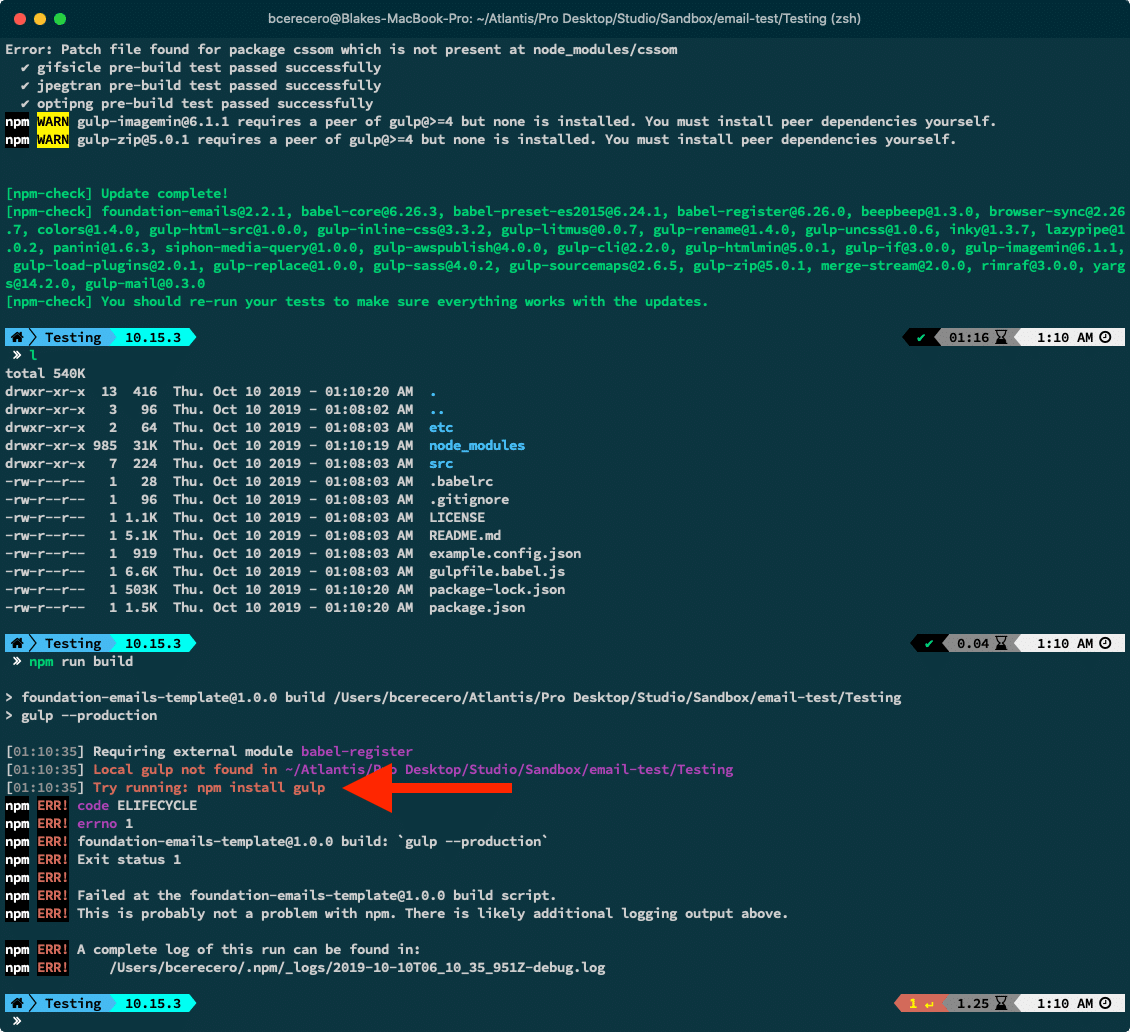 bcerecero@Blakes-MacBook-Pro: ~/Atlantis/Pro Desktop/Studio/Sandbox/email-test/Testing (zsh)
Error: Patch file found for package cssom which is not present at node_modules/cssom
✔ gifsicle pre-build test passed successfully
✔ jpegtran pre-build test passed successfully
✔ optipng pre-build test passed successfully
npm WARN gulp-imagemin@6.1.1 requires a peer of gulp@>=4 but none is installed. You must install peer dependencies yourself.
npm WARN gulp-zip@5.0.1 requires a peer of gulp@>=4 but none is installed. You must install peer dependencies yourself.
[npm-check] Update complete!
[npm-check] foundation-emails@2.2.1, babel-core@6.26.3, babel-preset-es2015@6.24.1, babel-register@6.26.0, beepbeep@1.3.0, browser-sync@2.26
.7, colors@1.4.0, gulp-html-src@1.0.0, gulp-inline-css@3.3.2, gulp-litmus@0.0.7, gulp-rename@1.4.0, gulp-uncss@1.0.6, inky@1.3.7, lazypipe@1
.0.2, panini@1.6.3, siphon-media-query@1.0.0, gulp-awspublish@4.0.0, gulp-cli@2.2.0, gulp-htmlmin@5.0.1, gulp-if@3.0.0, gulp-imagemin@6.1.1,
gulp-load-plugins@2.0.1, gulp-replace@1.0.0, gulp-sass@4.0.2, gulp-sourcemaps@2.6.5, gulp-zip@5.0.1, merge-stream@2.0.0, rimraf@3.0.0, yarg
s@14.2.0, gulp-mail@0.3.0
[npm-check] You should re-run your tests to make sure everything works with the updates.
Testing 10.15.3 ✔ 01:16 1:10 AM
» l
total 540K
drwxr-xr-x 13 416 Thu. Oct 10 2019 - 01:10:20 AM .
drwxr-xr-x 3 96 Thu. Oct 10 2019 - 01:08:02 AM ..
drwxr-xr-x 2 64 Thu. Oct 10 2019 - 01:08:03 AM etc
drwxr-xr-x 985 31K Thu. Oct 10 2019 - 01:10:19 AM node_modules
drwxr-xr-x 7 224 Thu. Oct 10 2019 - 01:08:03 AM src
-rw-r--r-- 1 28 Thu. Oct 10 2019 - 01:08:03 AM .babelrc
-rw-r--r-- 1 96 Thu. Oct 10 2019 - 01:08:03 AM .gitignore
-rw-r--r-- 1 1.1K Thu. Oct 10 2019 - 01:08:03 AM LICENSE
-rw-r--r-- 1 5.1K Thu. Oct 10 2019 - 01:08:03 AM README.md
-rw-r--r-- 1 919 Thu. Oct 10 2019 - 01:08:03 AM example.config.json
-rw-r--r-- 1 6.6K Thu. Oct 10 2019 - 01:08:03 AM gulpfile.babel.js
-rw-r--r-- 1 503K Thu. Oct 10 2019 - 01:10:20 AM package-lock.json
-rw-r--r-- 1 1.5K Thu. Oct 10 2019 - 01:10:20 AM package.json
Testing 10.15.3 ✔ 0.04 1:10 AM
» npm run build
> foundation-emails-template@1.0.0 build /Users/bcerecero/Atlantis/Pro Desktop/Studio/Sandbox/email-test/Testing
> gulp --production
[01:10:35] Requiring external module babel-register
[01:10:35] Local gulp not found in ~/Atlantis/Pro Desktop/Studio/Sandbox/email-test/Testing
[01:10:35] Try running: npm install gulp
npm ERR! code ELIFECYCLE
npm ERR! errno 1
npm ERR! foundation-emails-template@1.0.0 build: `gulp --production`
npm ERR! Exit status 1
npm ERR!
npm ERR! Failed at the foundation-emails-template@1.0.0 build script.
npm ERR! This is probably not a problem with npm. There is likely additional logging output above.
npm ERR! A complete log of this run can be found in:
npm ERR! /Users/bcerecero/.npm/_logs/2019-10-10T06_10_35_951Z-debug.log
Testing 10.15.3 1 ↵ 1.25 1:10 AM
»